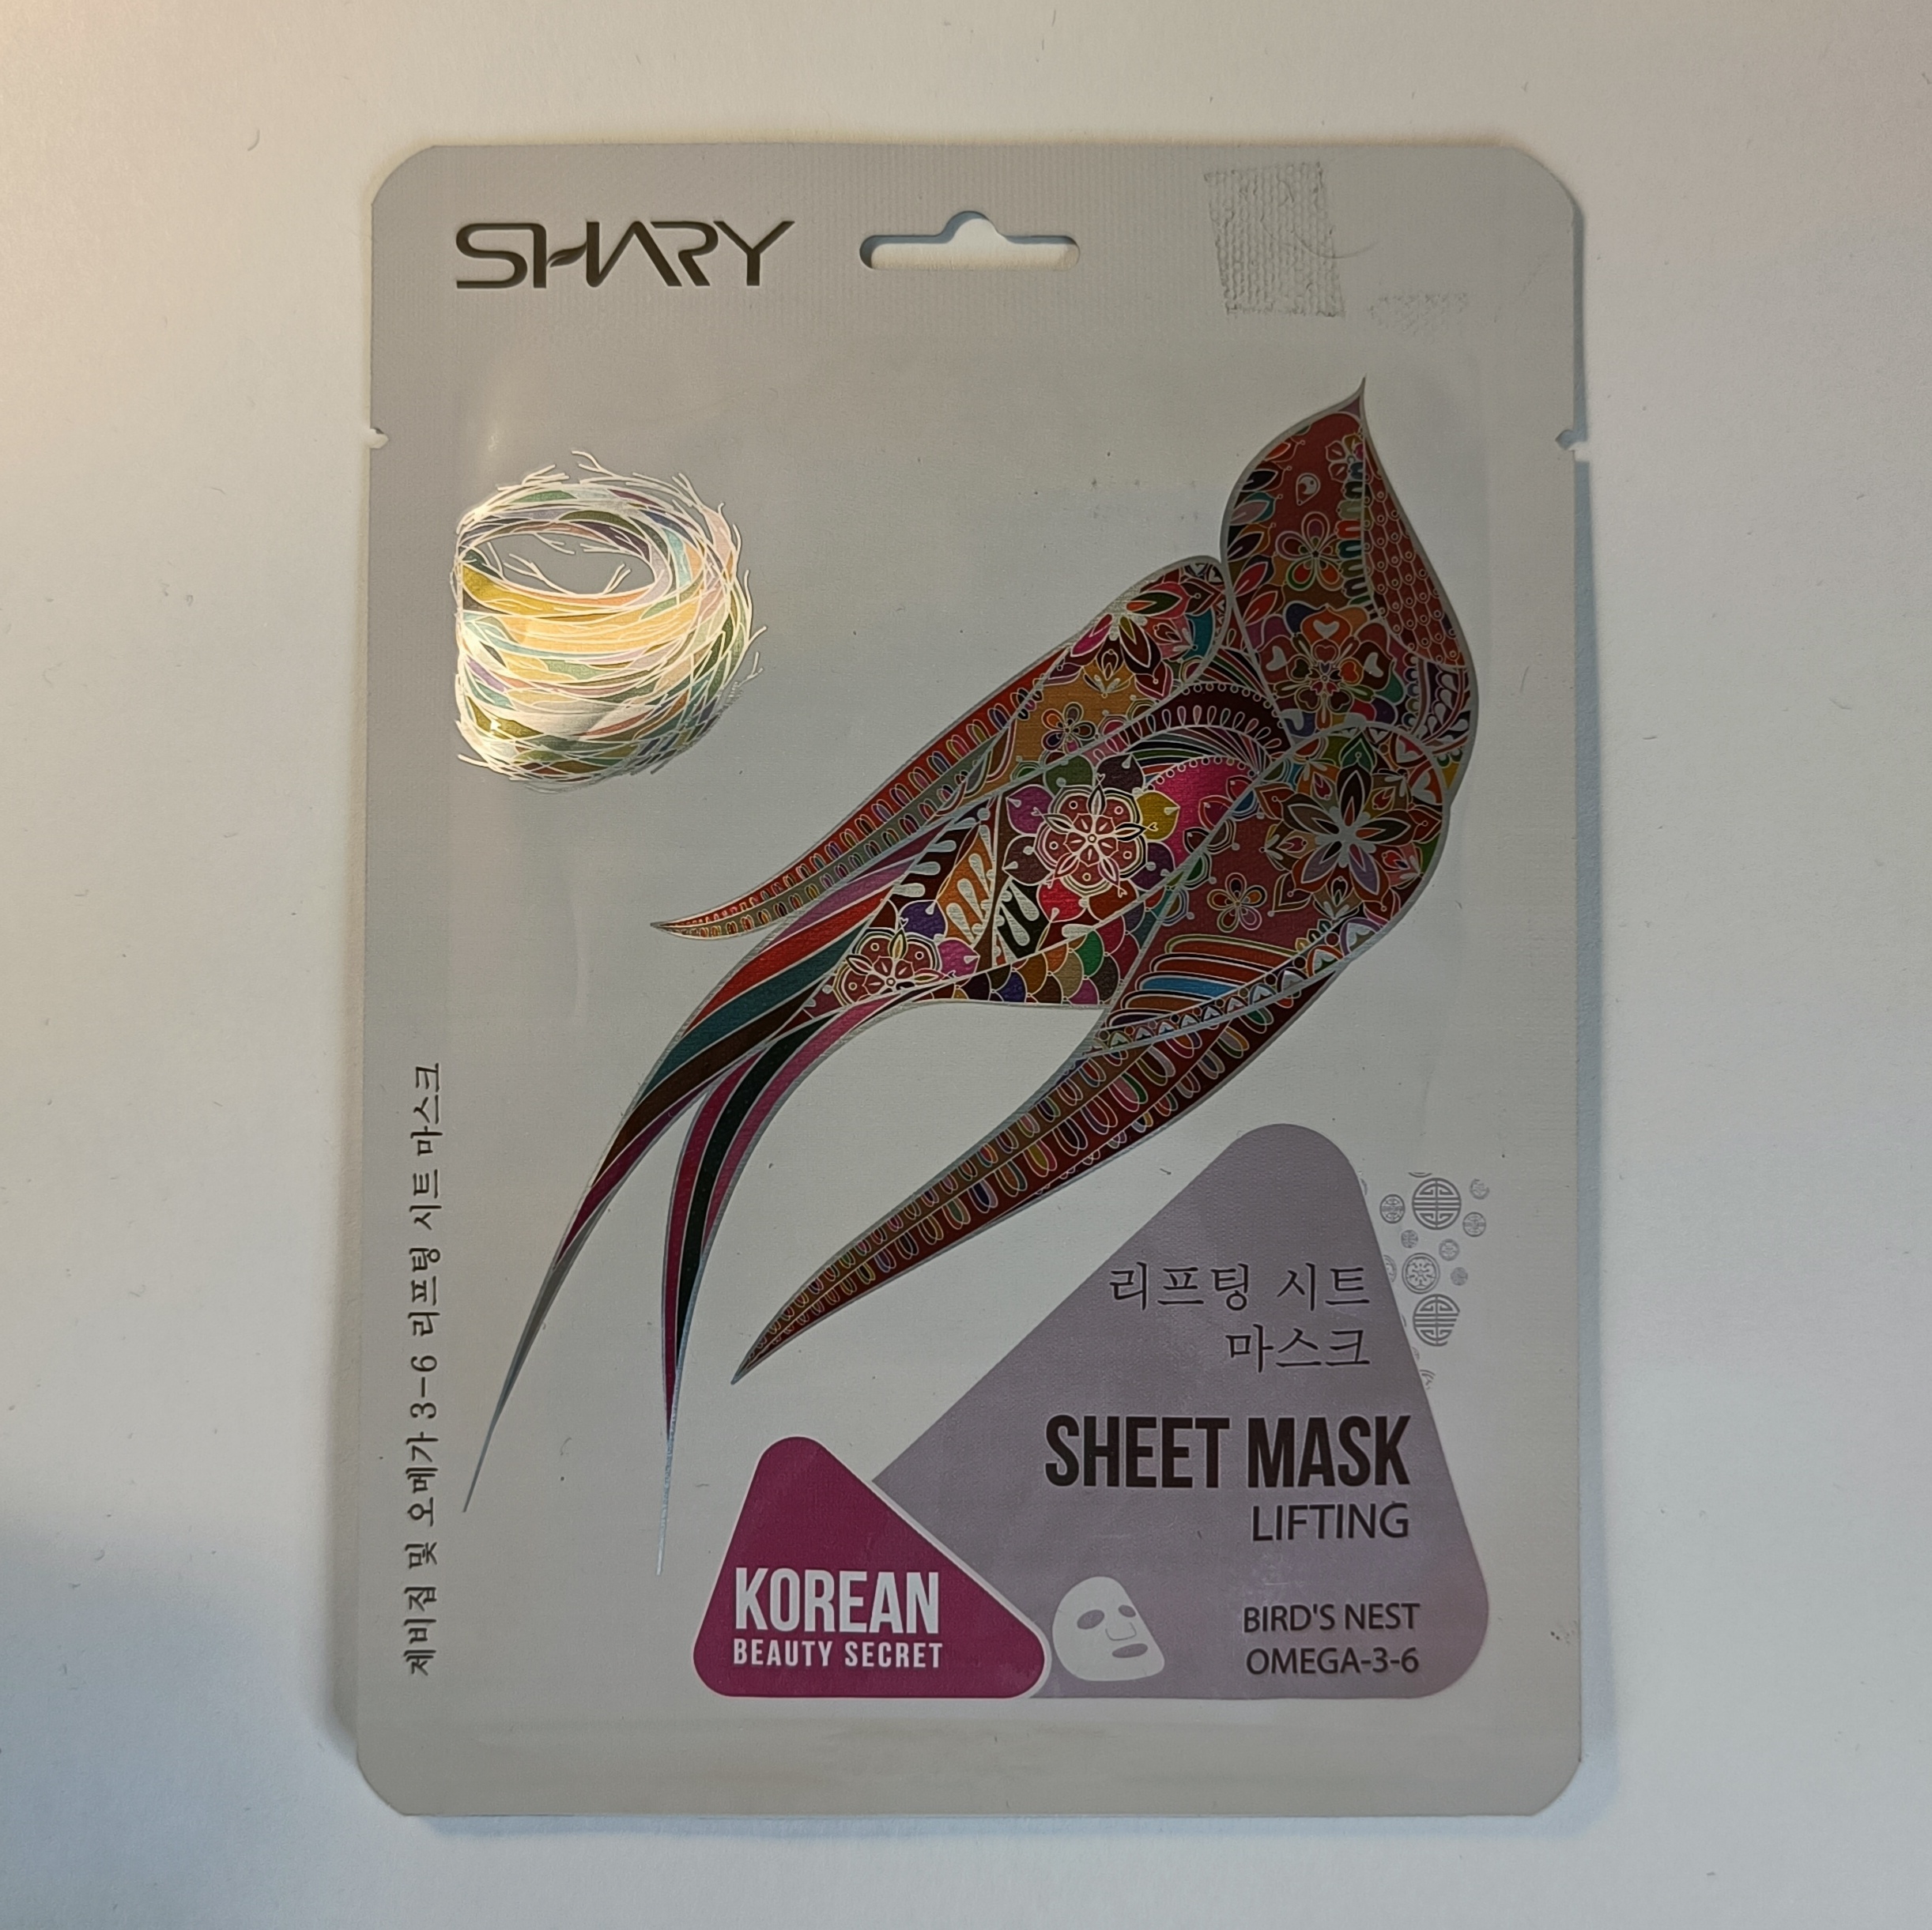 SHARY
제비집 및 오메가 3-6 리프팅 시트 마스크
리프팅 시트
마스크
SHEET MASK
LIFTING
KOREAN
BEAUTY SECRET
BIRD'S NEST
OMEGA-3-6